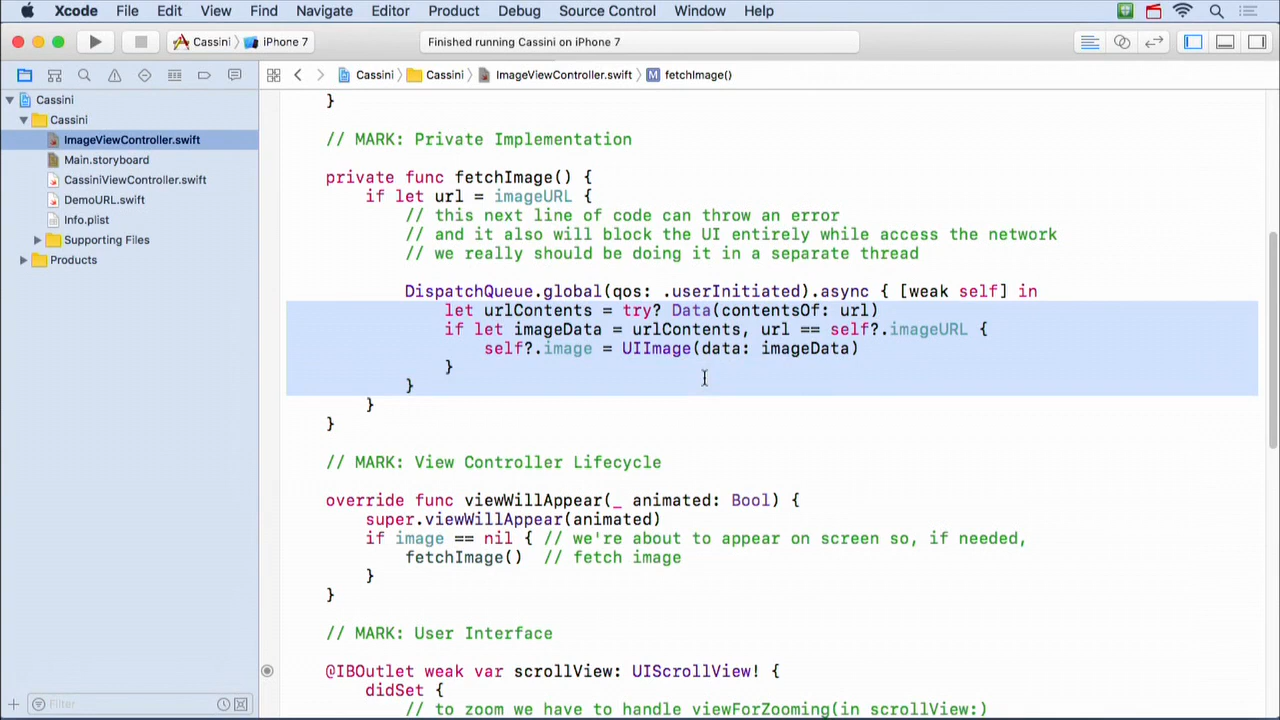 Xcode File Edit View Find Navigate Editor Product Debug Source Control Window Help
Cassini iPhone 7 Finished running Cassini on iPhone 7
Cassini Cassini ImageViewController.swift M fetchImage()
Cassini
Cassini
ImageViewController.swift
Main.storyboard
CassiniViewController.swift
DemoURL.swift
Info.plist
Supporting Files
Products
Filter
}
// MARK: Private Implementation
private func fetchImage() {
if let url = imageURL {
// this next line of code can throw an error
// and it also will block the UI entirely while access the network
// we really should be doing it in a separate thread
DispatchQueue.global(qos: .userInitiated).async { [weak self] in
let urlContents = try? Data(contentsOf: url)
if let imageData = urlContents, url == self?.imageURL {
self?.image = UIImage(data: imageData)
}
}
}
}
// MARK: View Controller Lifecycle
override func viewWillAppear(_ animated: Bool) {
super.viewWillAppear(animated)
if image == nil { // we're about to appear on screen so, if needed,
fetchImage() // fetch image
}
}
// MARK: User Interface
@IBOutlet weak var scrollView: UIScrollView! {
didSet {
// to zoom we have to handle viewForZooming(in scrollView:)